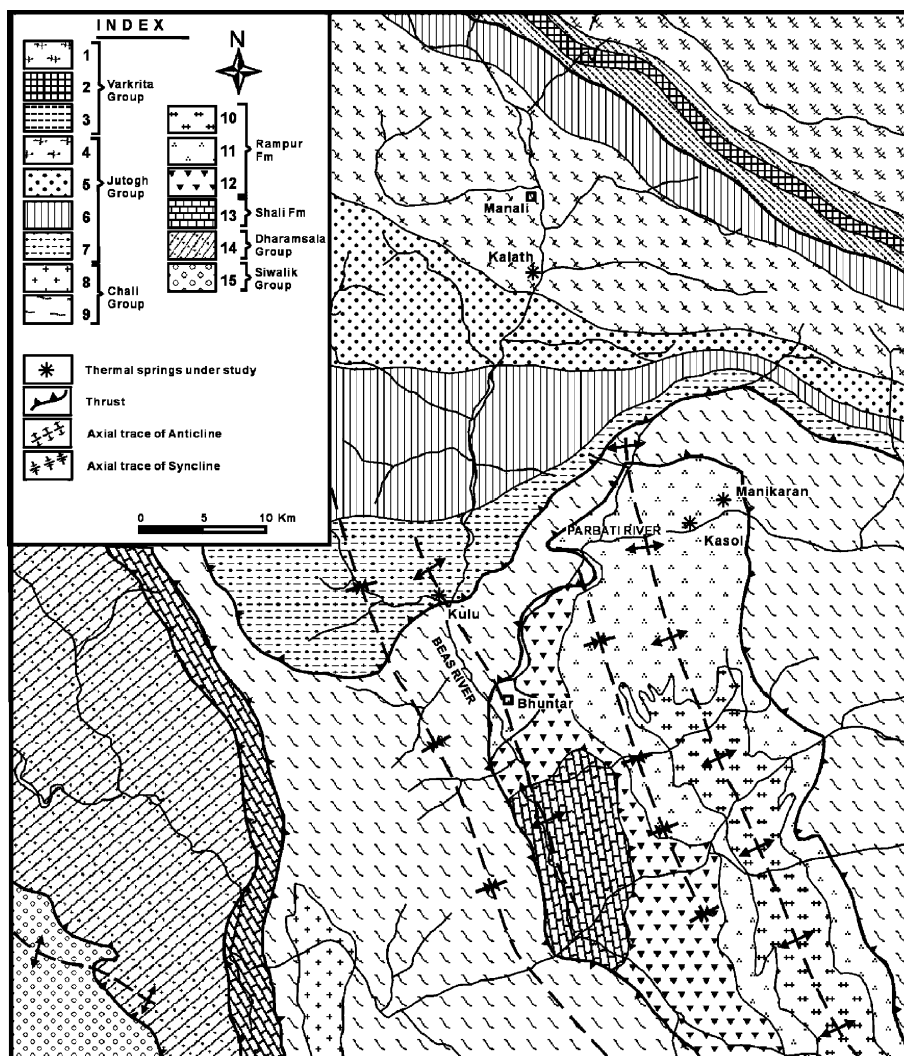 INDEX
N
1
2
3
Varkrita
Group
4
5
6
7
Jutogh
Group
8
9
Chali
Group
10
11
12
Rampur
Fm
13
Shali Fm
14
Dharamsala
Group
15
Siwalik
Group
Thermal springs under study
Thrust
Axial trace of Anticline
Axial trace of Syncline
0 5 10 Km
Manali
Kalath
Manikaran
PARBATI RIVER
Kasol
Kulu
BEAS RIVER
Bhuntar